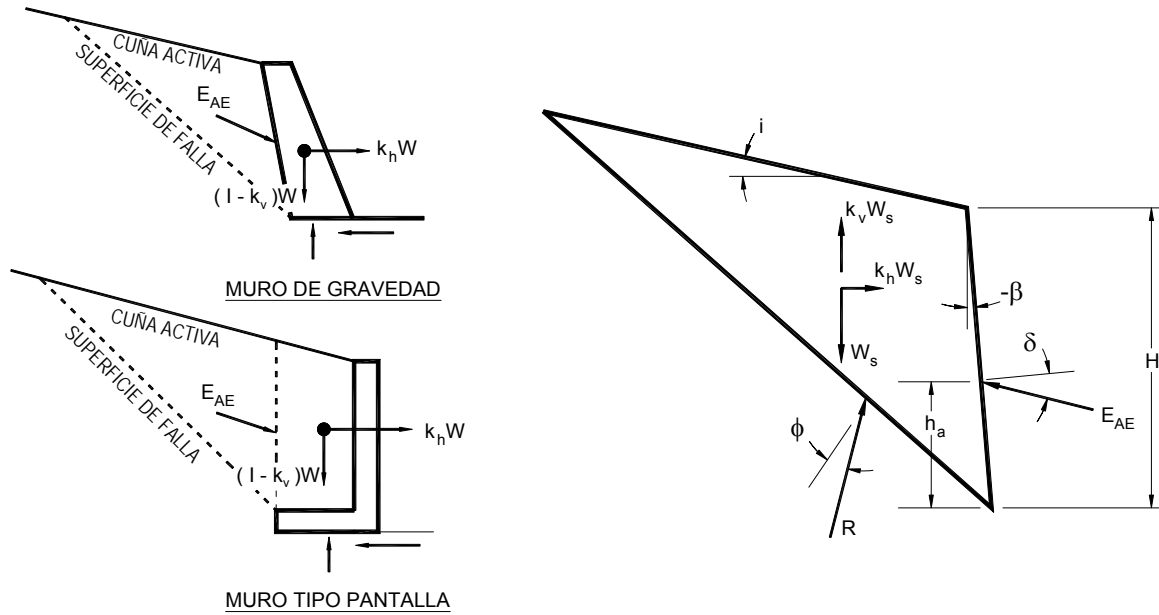 CUÑA ACTIVA
SUPERFICIE DE FALLA
E_AE
k_hW
( I - k_v )W
MURO DE GRAVEDAD
CUÑA ACTIVA
SUPERFICIE DE FALLA
E_AE
k_hW
( I - k_v )W
MURO TIPO PANTALLA
i
k_vW_s
k_hW_s
W_s
-β
δ
H
E_AE
h_a
ϕ
R